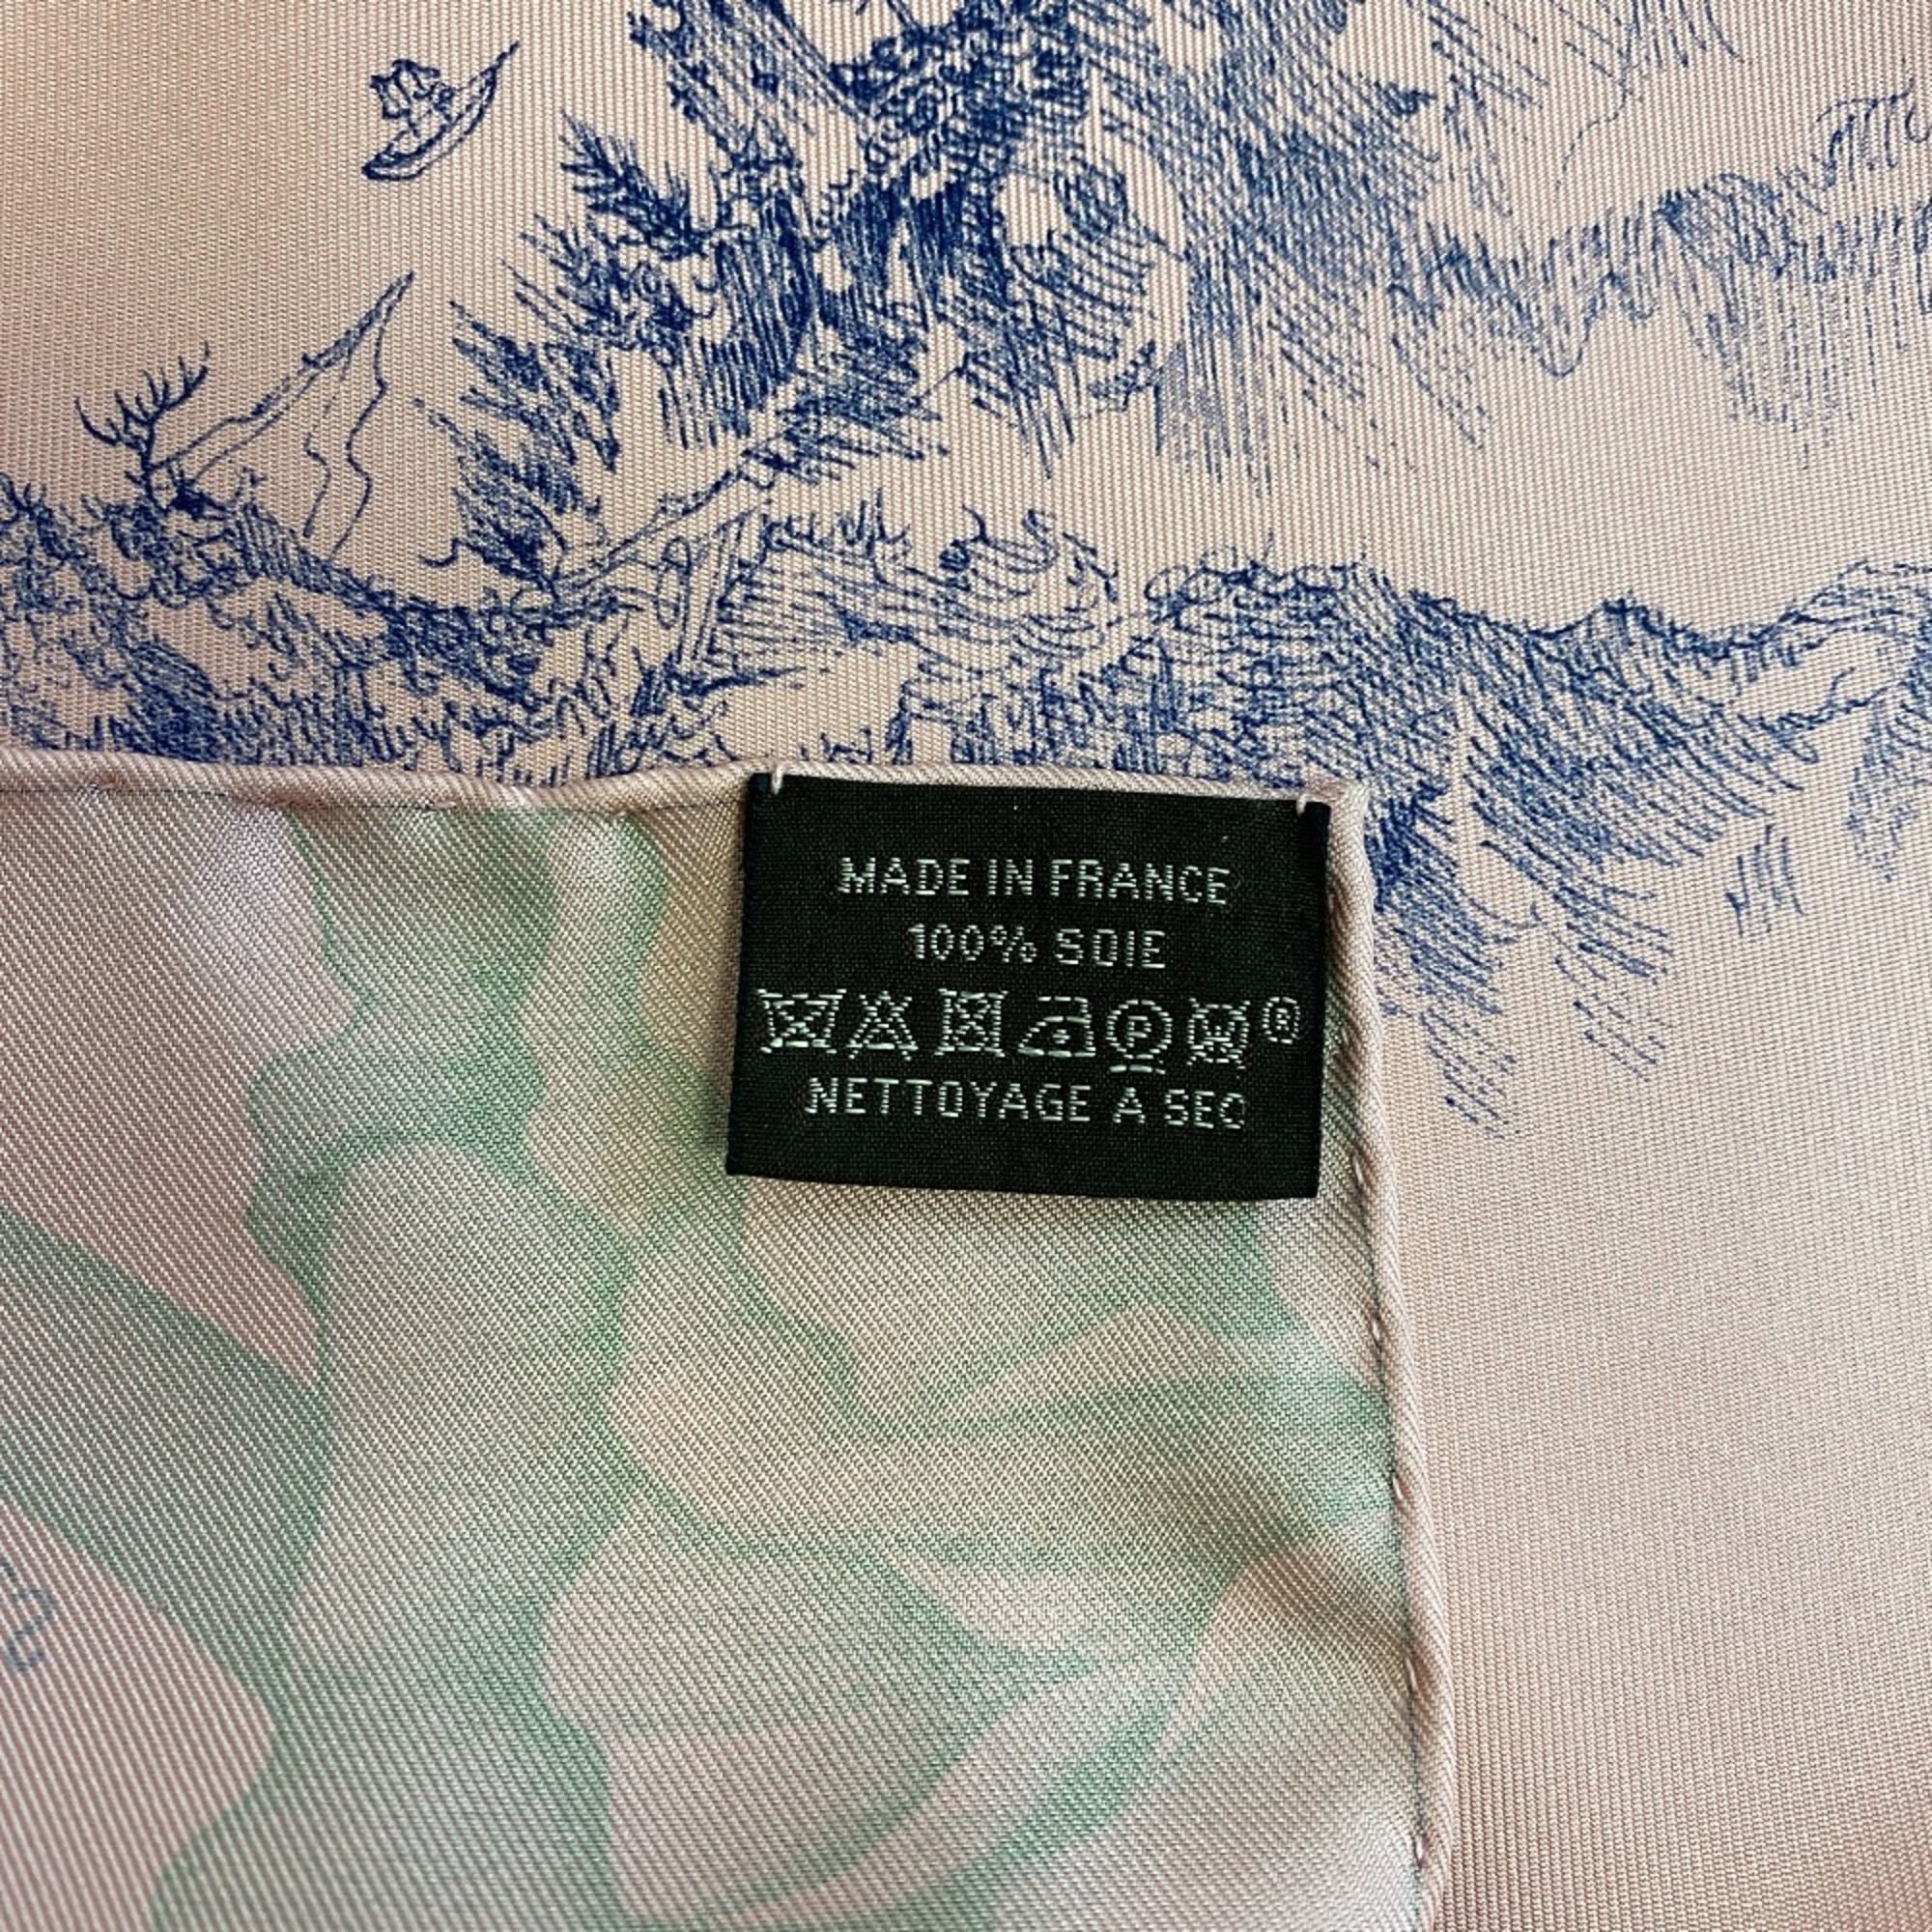 MADE IN FRANCE
100% SOIE
P W ®
NETTOYAGE A SEC